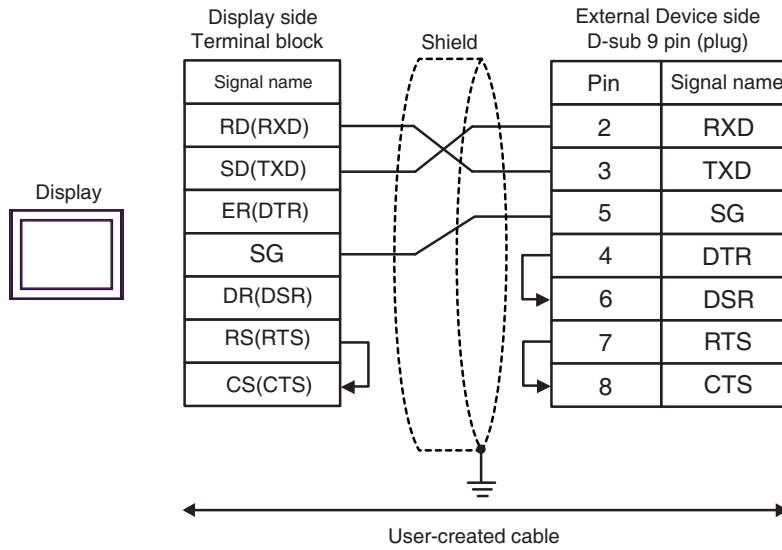 Display side
Terminal block
Shield
External Device side
D-sub 9 pin (plug)
Display
Signal name
RD(RXD)
SD(TXD)
ER(DTR)
SG
DR(DSR)
RS(RTS)
CS(CTS)
Pin Signal name
2 RXD
3 TXD
5 SG
4 DTR
6 DSR
7 RTS
8 CTS
User-created cable